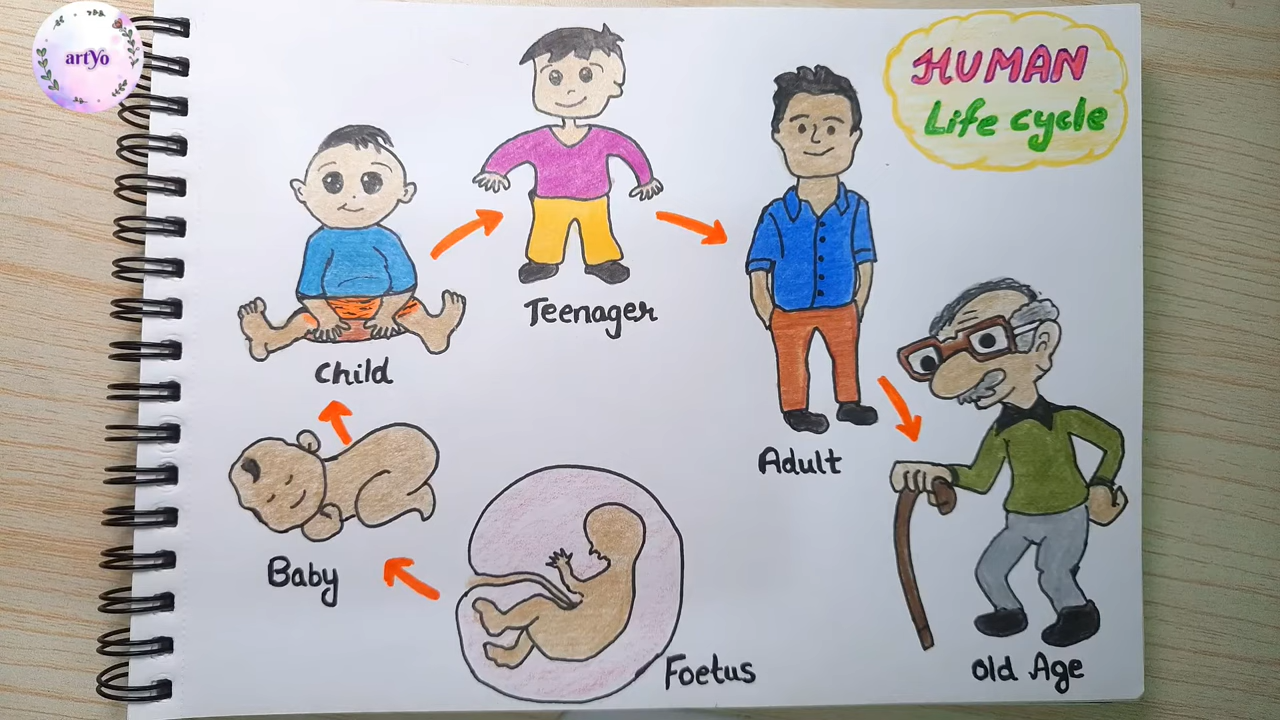 artyo
HUMAN
Life cycle
Teenager
Child
Adult
Baby
Foetus
old Age